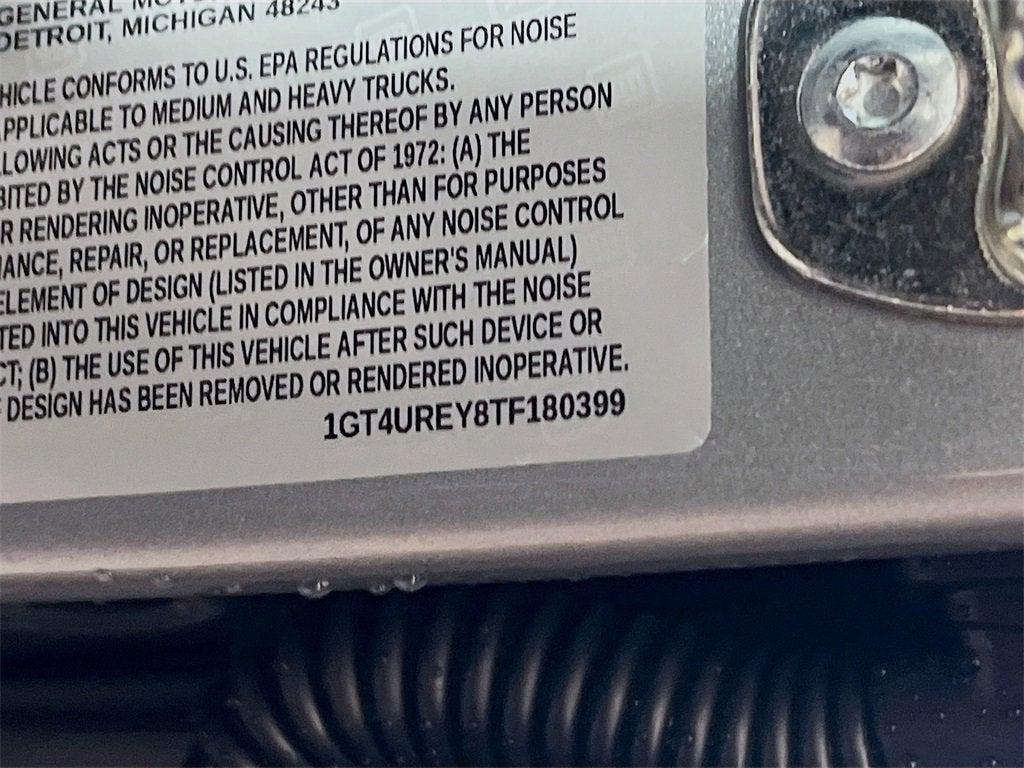 GENERAL MOTORS
DETROIT, MICHIGAN 48243
HICLE CONFORMS TO U.S. EPA REGULATIONS FOR NOISE
PPLICABLE TO MEDIUM AND HEAVY TRUCKS.
LLOWING ACTS OR THE CAUSING THEREOF BY ANY PERSON
BITED BY THE NOISE CONTROL ACT OF 1972: (A) THE
R RENDERING INOPERATIVE, OTHER THAN FOR PURPOSES
NANCE, REPAIR, OR REPLACEMENT, OF ANY NOISE CONTROL
ELEMENT OF DESIGN (LISTED IN THE OWNER'S MANUAL)
TED INTO THIS VEHICLE IN COMPLIANCE WITH THE NOISE
CT; (B) THE USE OF THIS VEHICLE AFTER SUCH DEVICE OR
F DESIGN HAS BEEN REMOVED OR RENDERED INOPERATIVE.
1GT4UREY8TF180399